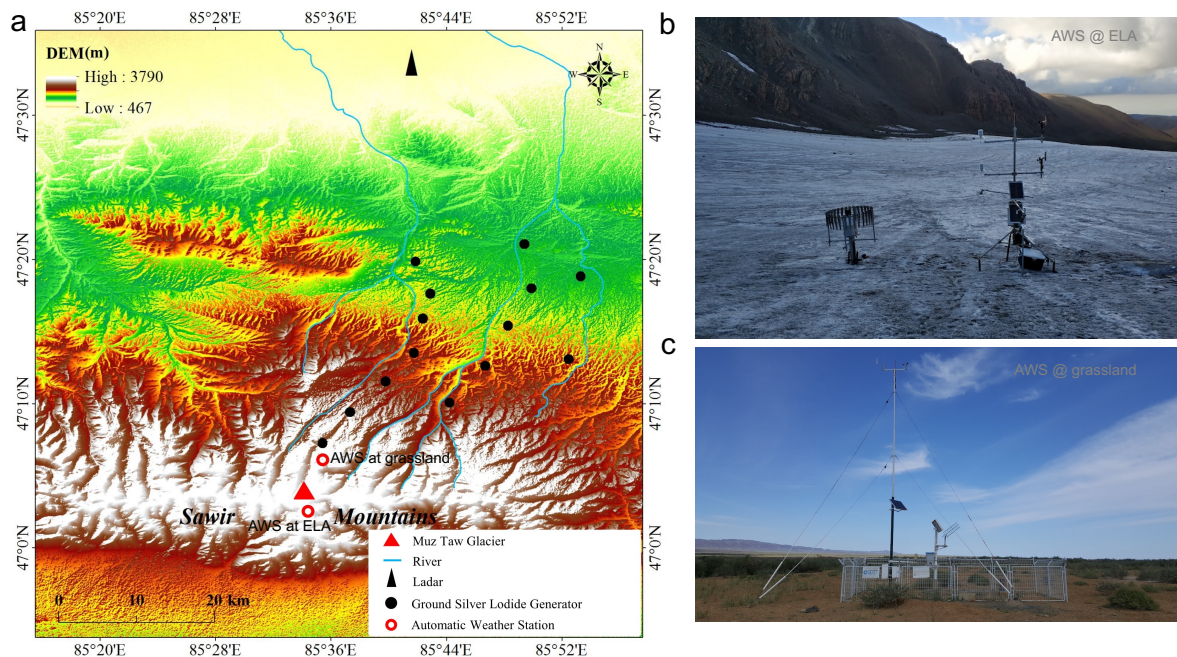 a
85°20'E 85°28'E 85°36'E 85°44'E 85°52'E
DEM(m)
High : 3790
Low : 467
N
W E
S
47°30'N 47°30'N
47°20'N 47°20'N
47°10'N 47°10'N
47°0'N 47°0'N
AWS at grassland
Sawir Mountains
AWS at ELA
Muz Taw Glacier
River
Ladar
Ground Silver Lodide Generator
Automatic Weather Station
0 10 20 km
85°20'E 85°28'E 85°36'E 85°44'E 85°52'E
b
AWS @ ELA
c
AWS @ grassland